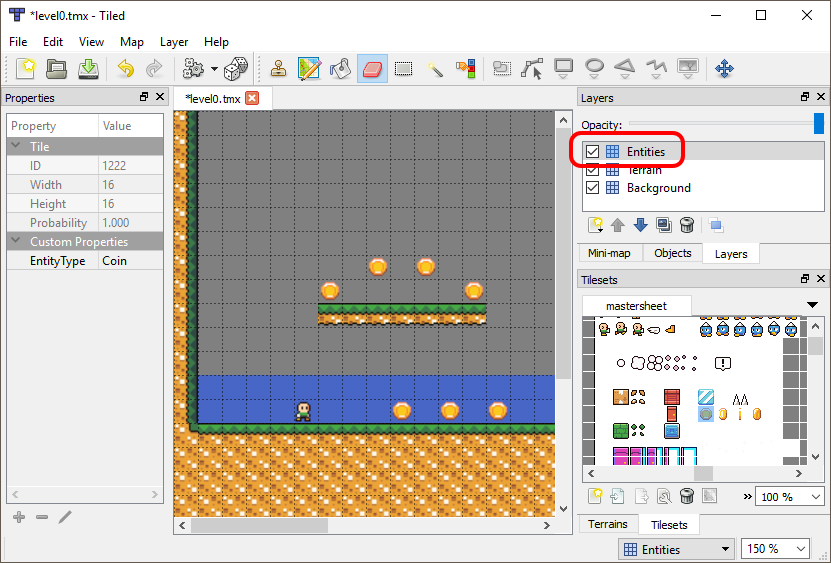 *level0.tmx - Tiled
File Edit View Map Layer Help
Properties
*level0.tmx
Layers
Property Value
Tile
ID 1222
Width 16
Height 16
Probability 1.000
Custom Properties
EntityType Coin
Opacity:
Entities
Terrain
Background
Mini-map Objects Layers
Tilesets
mastersheet
» 100 %
Terrains Tilesets
Entities 150 %